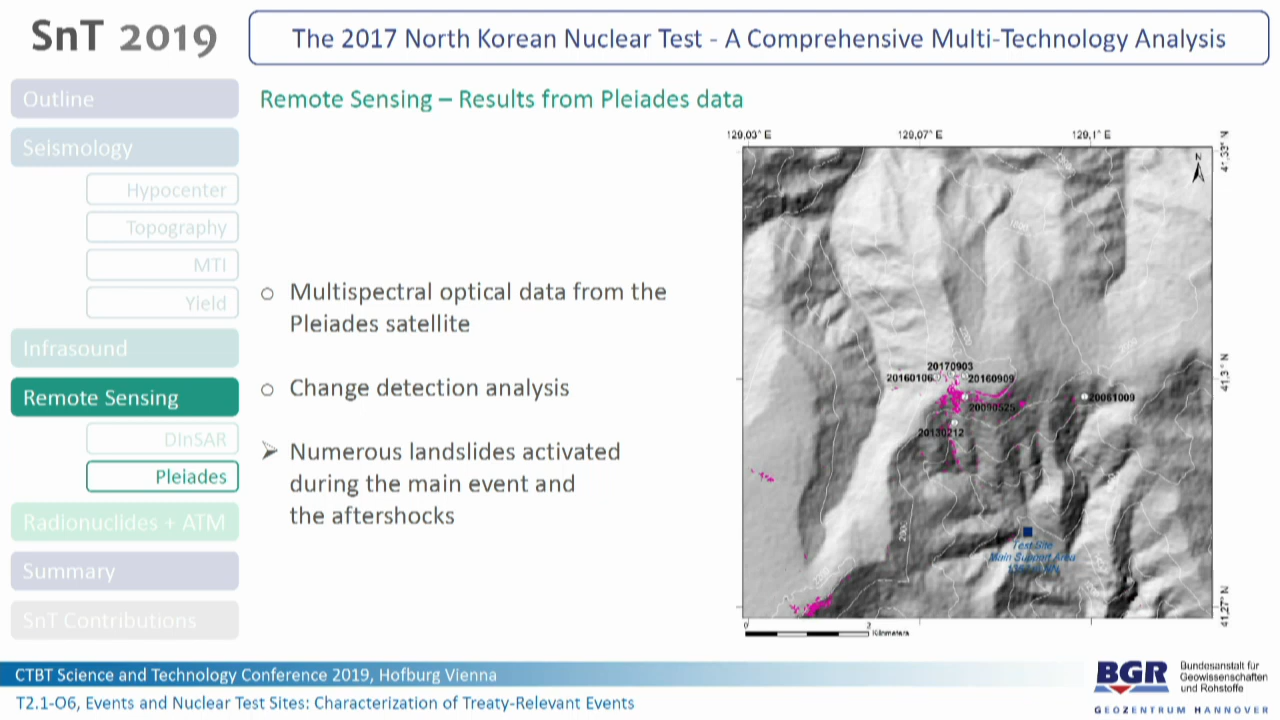 SnT 2019
The 2017 North Korean Nuclear Test - A Comprehensive Multi-Technology Analysis
Outline
Seismology
Hypocenter
Topography
MTI
Yield
Infrasound
Remote Sensing
DInSAR
Pleiades
Radionuclides + ATM
Summary
SnT Contributions
Remote Sensing – Results from Pleiades data
○ Multispectral optical data from the
Pleiades satellite
○ Change detection analysis
➢ Numerous landslides activated
during the main event and
the aftershocks
129,03° E
129,07° E
129,1° E
41,33° N
41,3° N
41,27° N
N
20170903
20160106
20160909
20090525
20061009
20130212
2200
2000
Test Site
Main Support Area
0
2
Kilometers
CTBT Science and Technology Conference 2019, Hofburg Vienna
T2.1-O6, Events and Nuclear Test Sites: Characterization of Treaty-Relevant Events
BGR
Bundesanstalt für
Geowissenschaften
und Rohstoffe
GEOZENTRUM HANNOVER